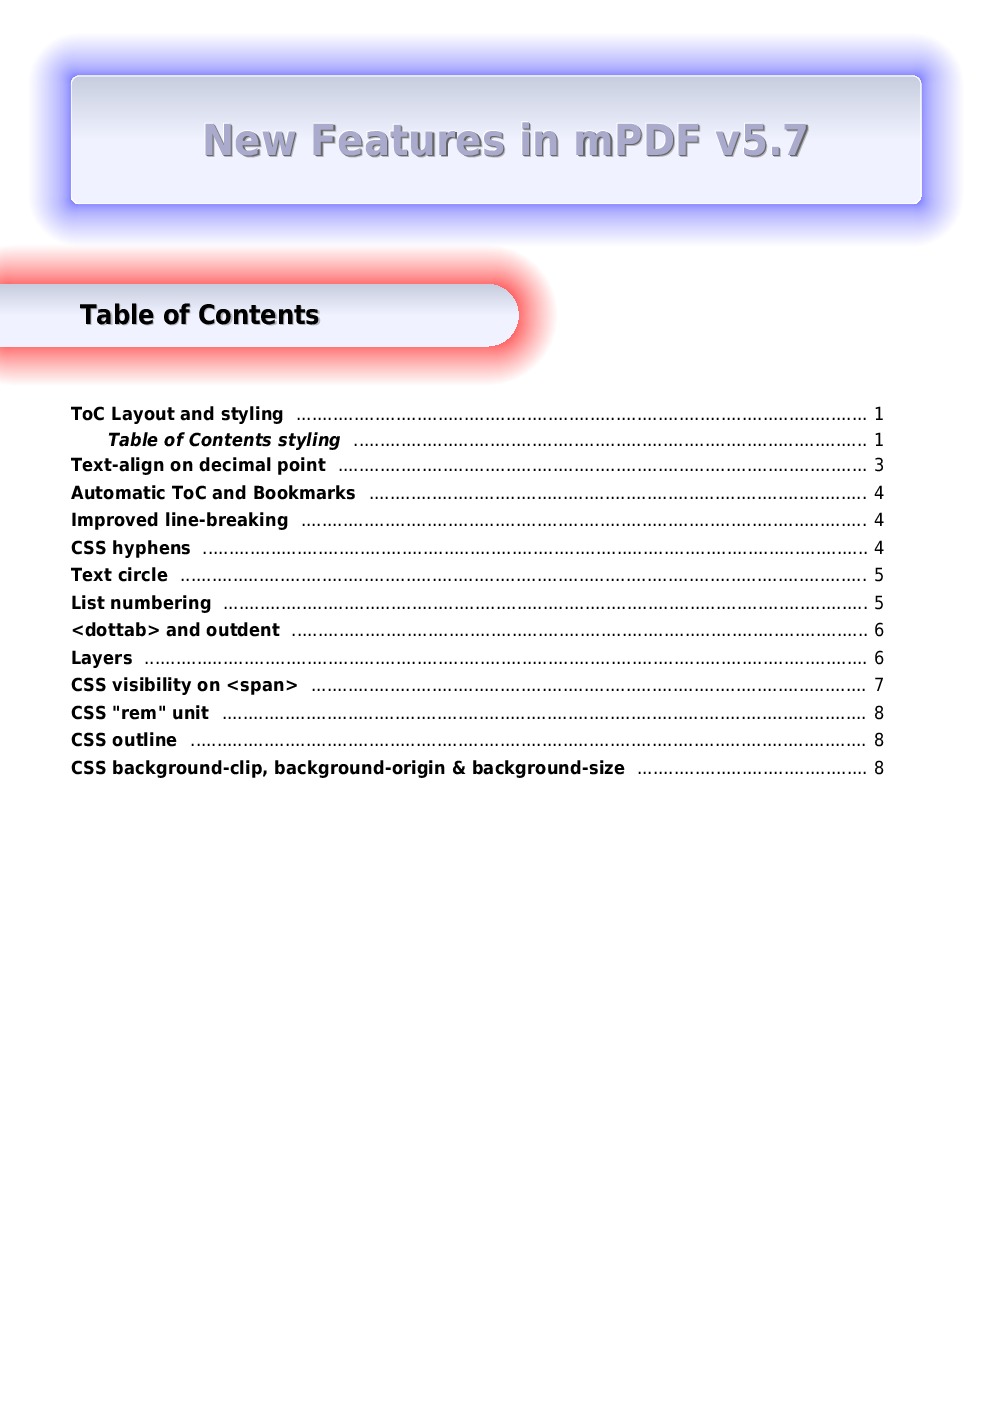 New Features in mPDF v5.7
Table of Contents
ToC Layout and styling ........................................................................................................ 1
Table of Contents styling ........................................................................................................ 1
Text-align on decimal point ........................................................................................................ 3
Automatic ToC and Bookmarks ........................................................................................................ 4
Improved line-breaking ........................................................................................................ 4
CSS hyphens ........................................................................................................ 4
Text circle ........................................................................................................ 5
List numbering ........................................................................................................ 5
<dottab> and outdent ........................................................................................................ 6
Layers ........................................................................................................ 6
CSS visibility on <span> ........................................................................................................ 7
CSS "rem" unit ........................................................................................................ 8
CSS outline ........................................................................................................ 8
CSS background-clip, background-origin & background-size ............................................ 8